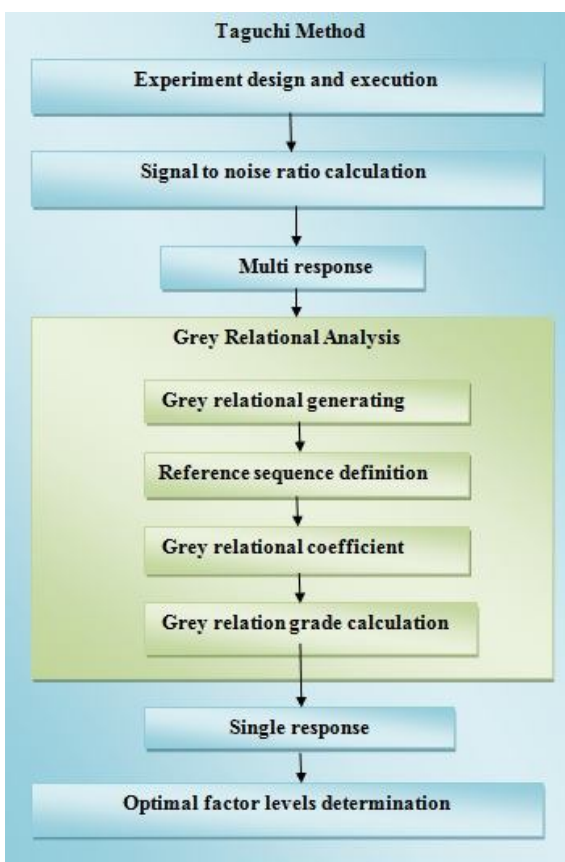 Taguchi Method
Experiment design and execution
Signal to noise ratio calculation
Multi response
Grey Relational Analysis
Grey relational generating
Reference sequence definition
Grey relational coefficient
Grey relation grade calculation
Single response
Optimal factor levels determination